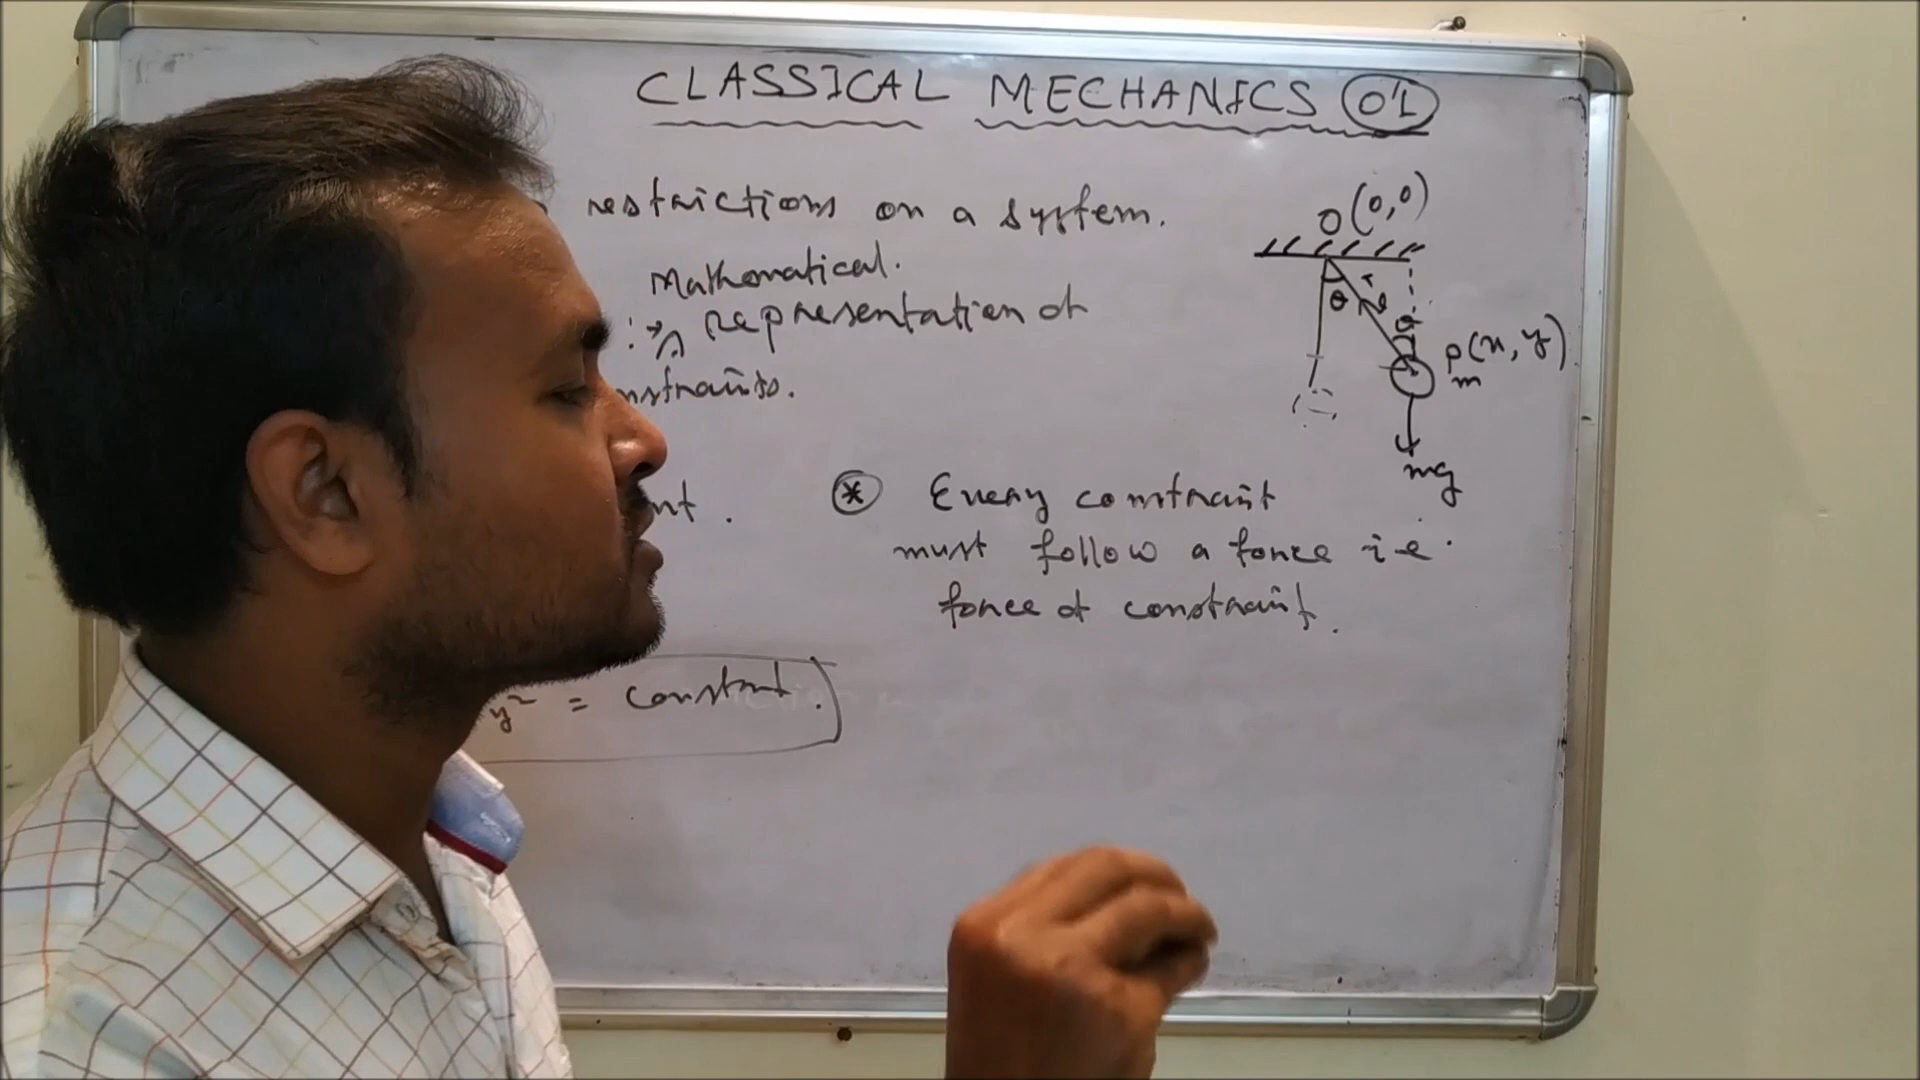 CLASSICAL MECHANICS 01
restrictions on a system.
O(0,0)
Mathematical.
representation of
θ
θ
P(x, y)
m
mg
* Every constraint
must follow a force i.e.
force of constraint.
y² = constant.